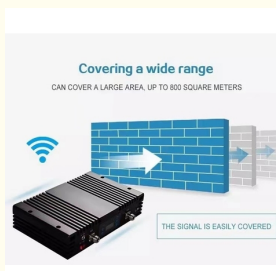 Covering a wide range
CAN COVER A LARGE AREA, UP TO 800 SQUARE METERS
THE SIGNAL IS EASILY COVERED